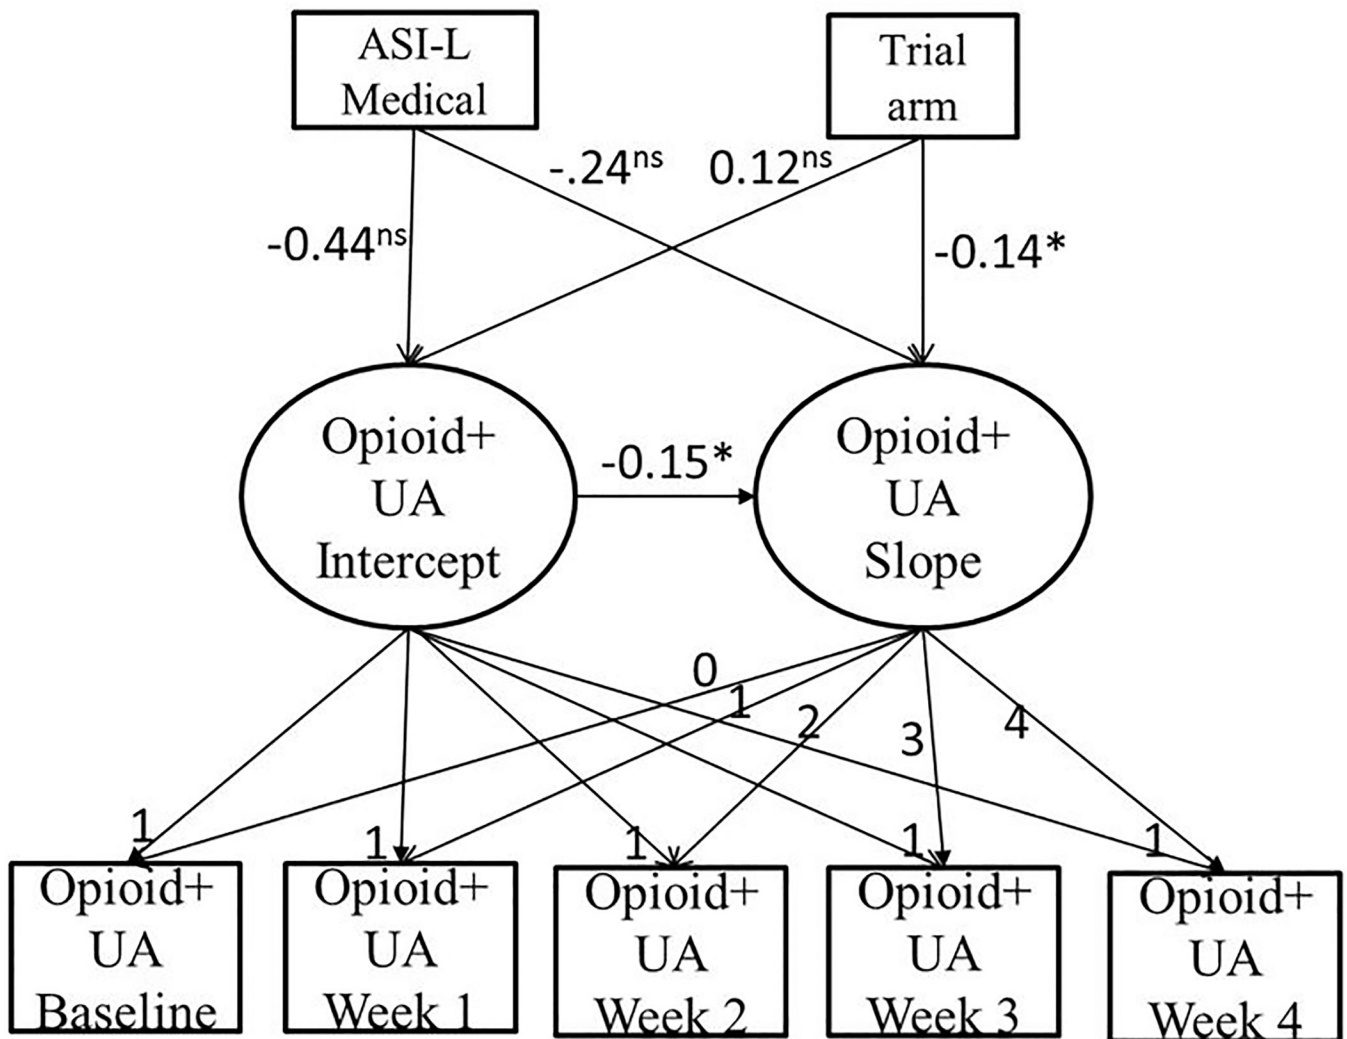 ASI-L
Medical
Trial
arm
-.24ns
0.12ns
-0.44ns
-0.14*
Opioid+
UA
Intercept
-0.15*
Opioid+
UA
Slope
0
1
2
3
4
1
1
1
1
1
Opioid+
UA
Baseline
Opioid+
UA
Week 1
Opioid+
UA
Week 2
Opioid+
UA
Week 3
Opioid+
UA
Week 4